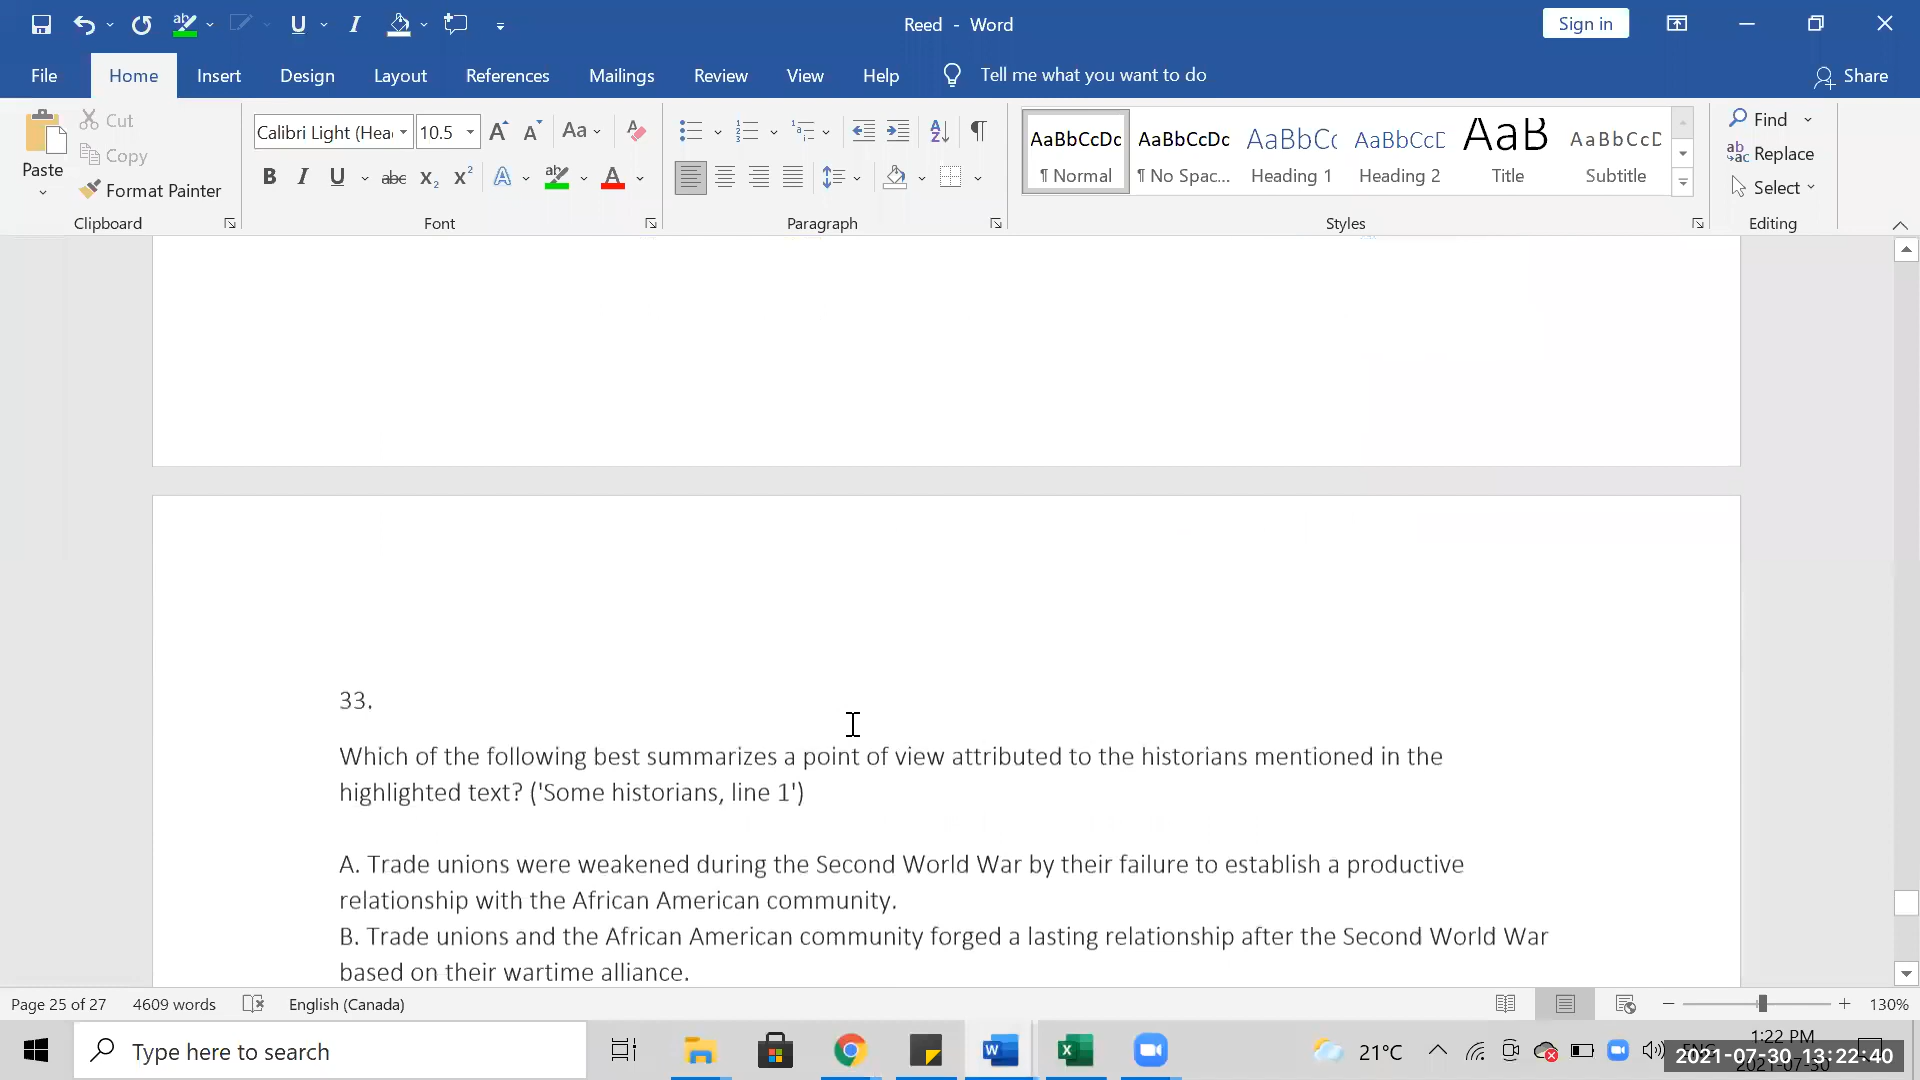 Reed - Word
Sign in
File Home Insert Design Layout References Mailings Review View Help Tell me what you want to do Share
Paste
Cut
Copy
Format Painter
Clipboard
Calibri Light (Hea 10.5
Font
Paragraph
AaBbCcDc AaBbCcDc AaBbCc AaBbCcD AaB AaBbCcD
¶ Normal ¶ No Spac... Heading 1 Heading 2 Title Subtitle
Styles
Find
Replace
Select
Editing
33.
Which of the following best summarizes a point of view attributed to the historians mentioned in the
highlighted text? ('Some historians, line 1')
A. Trade unions were weakened during the Second World War by their failure to establish a productive
relationship with the African American community.
B. Trade unions and the African American community forged a lasting relationship after the Second World War
based on their wartime alliance.
Page 25 of 27 4609 words English (Canada) 130%
Type here to search
21°C
1:22 PM
2021-07-30 13:22:40